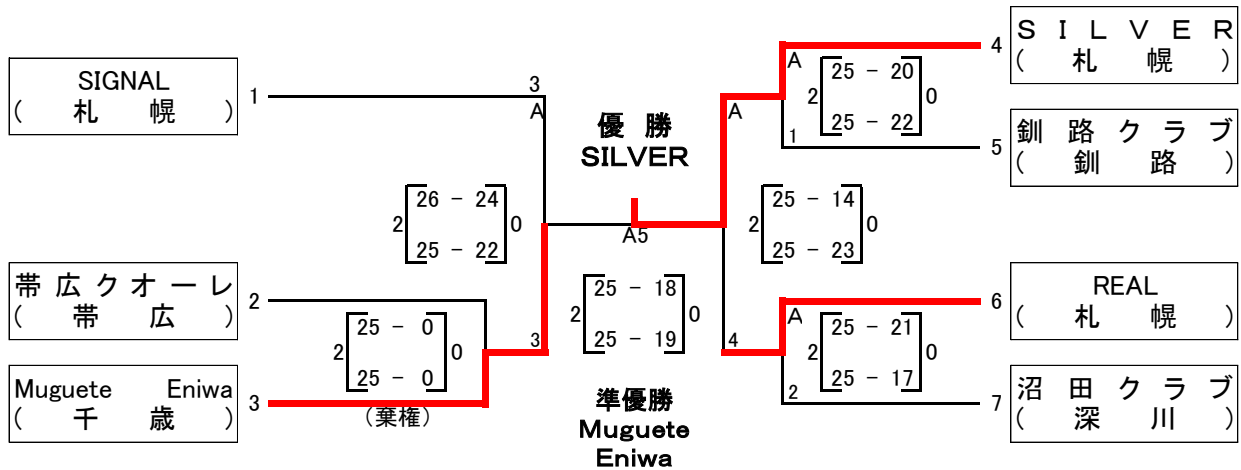 SIGNAL
( 札 幌 )
1
3
A
帯 広 ク オ ー レ
( 帯 広 )
2
Muguete Eniwa
( 千 歳 )
3
25 - 0
2 0
25 - 0
(棄権)
3
26 - 24
2 0
25 - 22
優 勝
SILVER
A5
25 - 18
2 0
25 - 19
準優勝
Muguete
Eniwa
S I L V E R
( 札 幌 )
4
A
25 - 20
2 0
25 - 22
A
1
釧 路 ク ラ ブ
( 釧 路 )
5
25 - 14
2 0
25 - 23
REAL
( 札 幌 )
6
A
25 - 21
2 0
25 - 17
4
2
沼 田 ク ラ ブ
( 深 川 )
7